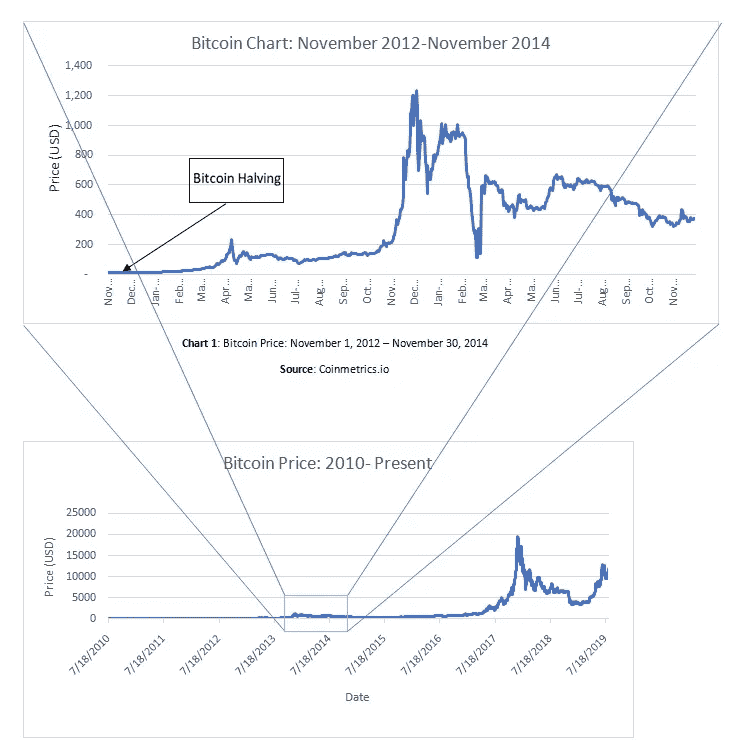 Bitcoin Chart: November 2012-November 2014
Price (USD)
1,400
1,200
1,000
800
600
400
200
-
Bitcoin Halving
Nov... Dec... Jan-... Feb... Ma... Apr... Ma... Jun... Jul-... Aug... Sep... Oct... Nov... Dec... Jan-... Feb... Ma... Apr... Ma... Jun... Jul-... Aug... Sep... Oct... Nov...
Chart 1: Bitcoin Price: November 1, 2012 – November 30, 2014
Source: Coinmetrics.io
Bitcoin Price: 2010- Present
Price (USD)
25000
20000
15000
10000
5000
0
7/18/2010 7/18/2011 7/18/2012 7/18/2013 7/18/2014 7/18/2015 7/18/2016 7/18/2017 7/18/2018 7/18/2019
Date